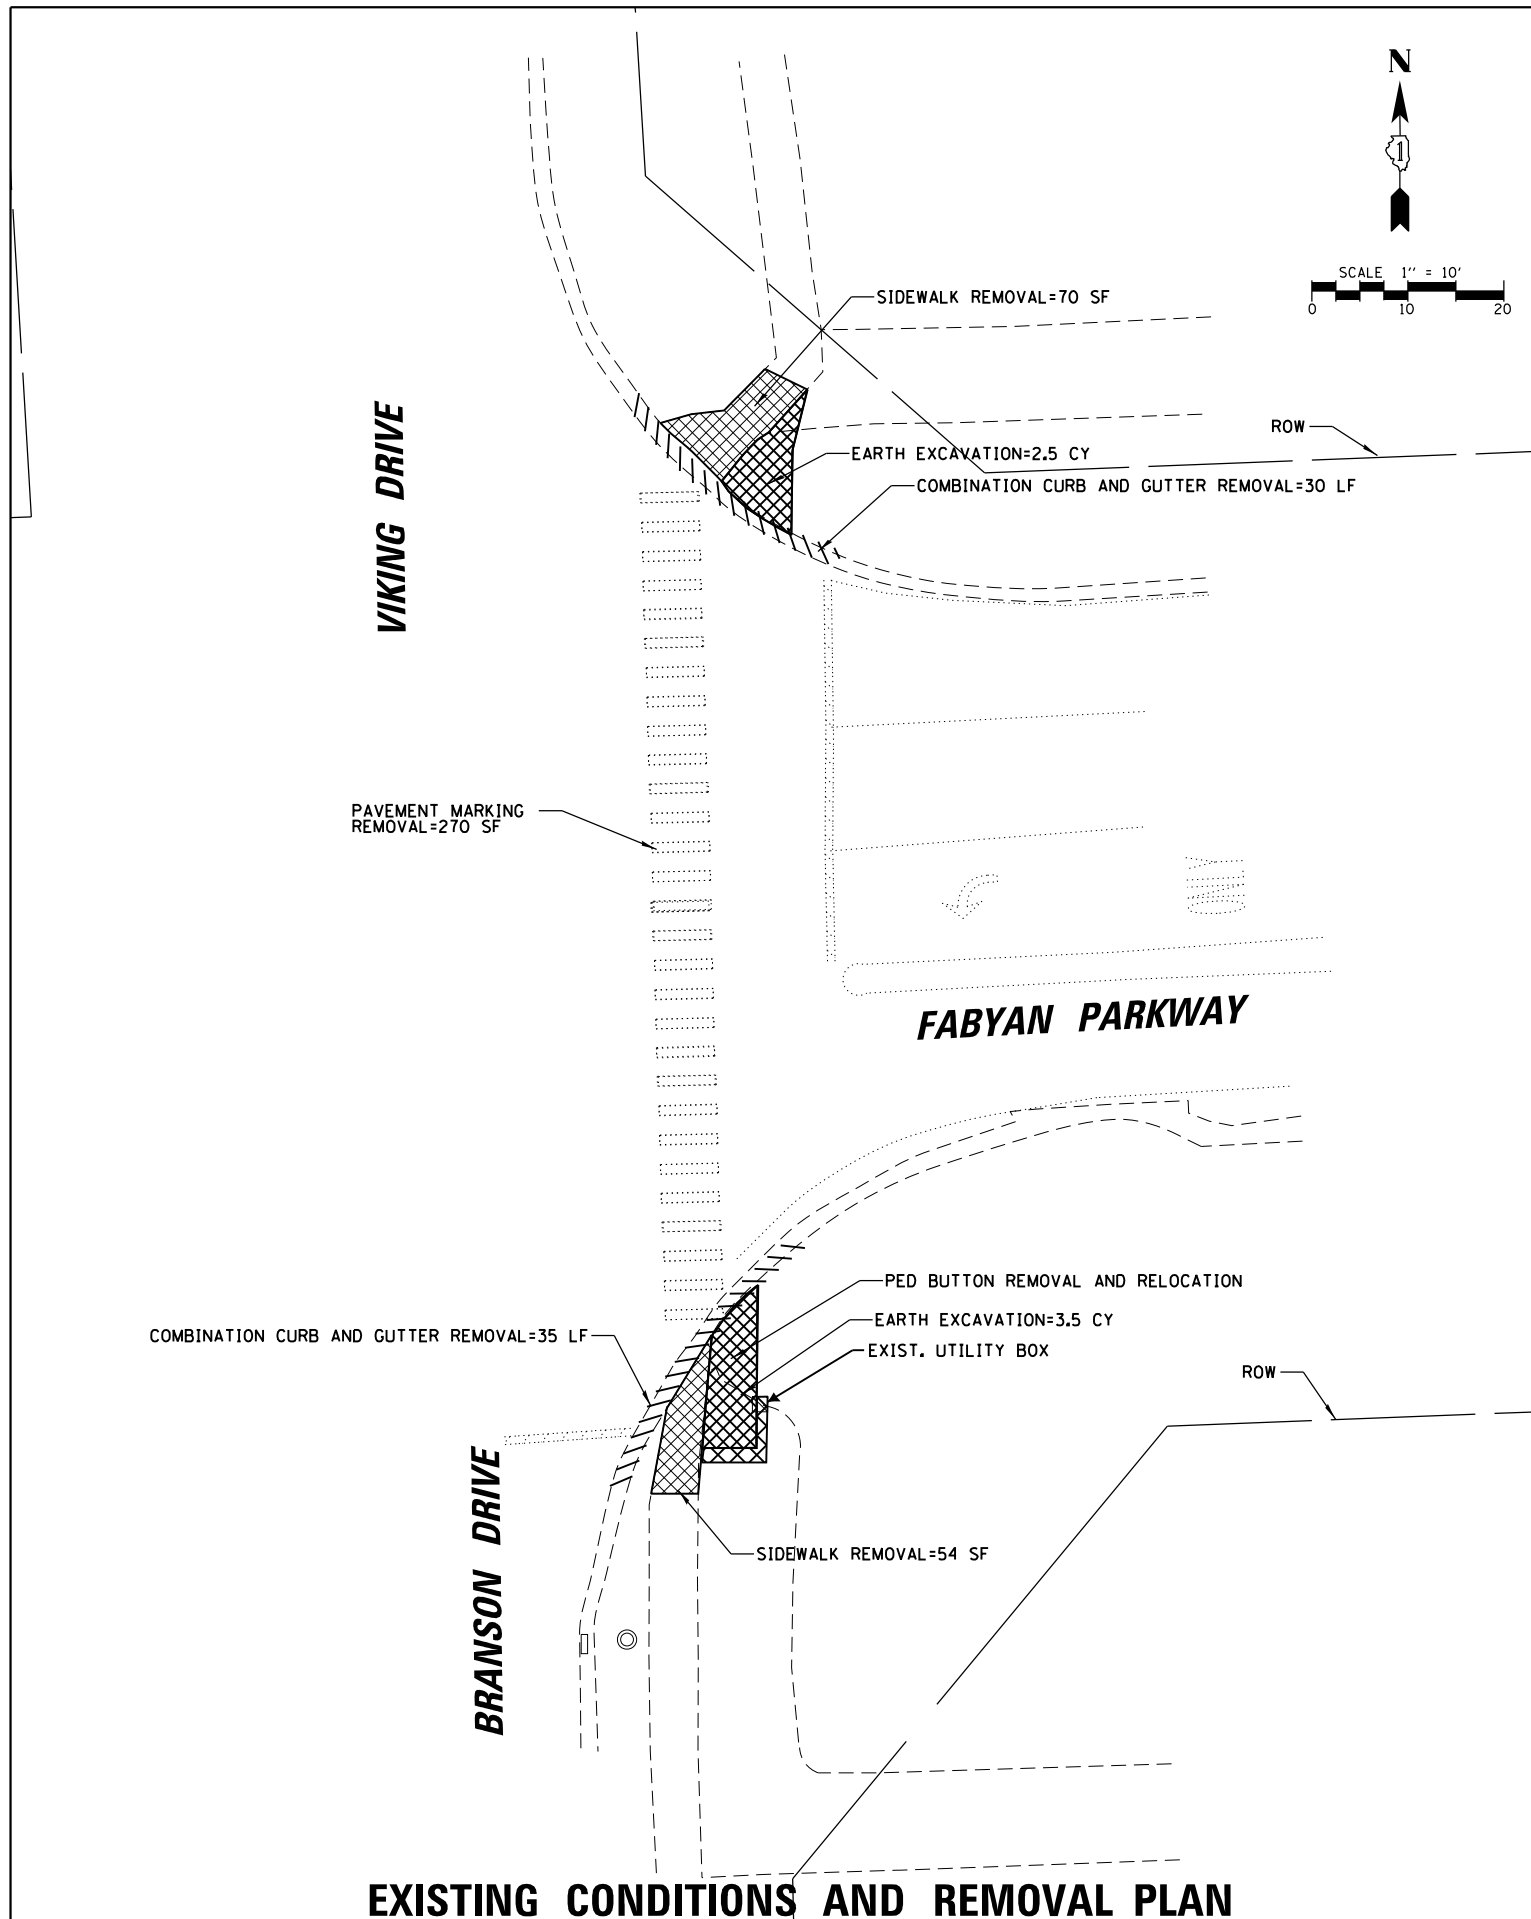 N
1
SCALE 1'' = 10'
0 10 20
SIDEWALK REMOVAL=70 SF
VIKING DRIVE
ROW
EARTH EXCAVATION=2.5 CY
COMBINATION CURB AND GUTTER REMOVAL=30 LF
PAVEMENT MARKING
REMOVAL=270 SF
ONLY
FABYAN PARKWAY
PED BUTTON REMOVAL AND RELOCATION
EARTH EXCAVATION=3.5 CY
COMBINATION CURB AND GUTTER REMOVAL=35 LF
EXIST. UTILITY BOX
ROW
BRANSON DRIVE
SIDEWALK REMOVAL=54 SF
EXISTING CONDITIONS AND REMOVAL PLAN